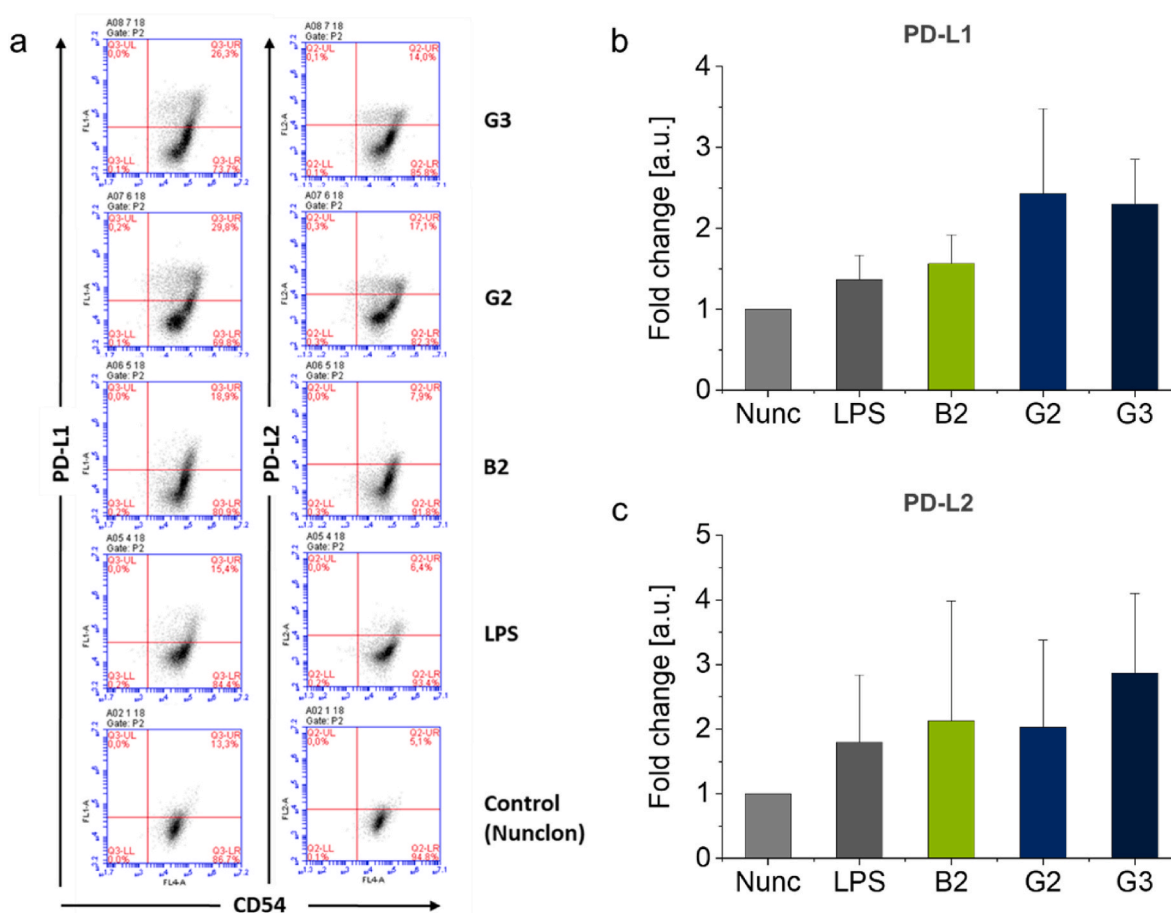 a
PD-L1
PD-L2
A08 7 18
Gate: P2
Q3-UL
0,0%
Q3-UR
26,3%
Q3-LL
0,1%
Q3-LR
73,7%
FL1-A
A08 7 18
Gate: P2
Q2-UL
0,1%
Q2-UR
14,0%
Q2-LL
0,1%
Q2-LR
85,8%
FL2-A
G3
A07 6 18
Gate: P2
Q3-UL
0,2%
Q3-UR
29,8%
Q3-LL
0,1%
Q3-LR
69,8%
FL1-A
A07 6 18
Gate: P2
Q2-UL
0,3%
Q2-UR
17,1%
Q2-LL
0,3%
Q2-LR
82,3%
FL2-A
G2
A06 5 18
Gate: P2
Q3-UL
0,0%
Q3-UR
18,9%
Q3-LL
0,2%
Q3-LR
80,9%
FL1-A
A06 5 18
Gate: P2
Q2-UL
0,0%
Q2-UR
7,9%
Q2-LL
0,3%
Q2-LR
91,8%
FL2-A
B2
A05 4 18
Gate: P2
Q3-UL
0,0%
Q3-UR
15,4%
Q3-LL
0,2%
Q3-LR
84,4%
FL1-A
A05 4 18
Gate: P2
Q2-UL
0,0%
Q2-UR
6,4%
Q2-LL
0,2%
Q2-LR
93,4%
FL2-A
LPS
A02 1 18
Gate: P2
Q3-UL
0,0%
Q3-UR
13,3%
Q3-LL
0,0%
Q3-LR
86,7%
FL1-A
FL4-A
A02 1 18
Gate: P2
Q2-UL
0,0%
Q2-UR
5,1%
Q2-LL
0,1%
Q2-LR
94,8%
FL2-A
FL4-A
Control
(Nunclon)
CD54
b
PD-L1
Fold change [a.u.]
4
3
2
1
0
Nunc LPS B2 G2 G3
c
PD-L2
Fold change [a.u.]
5
4
3
2
1
0
Nunc LPS B2 G2 G3